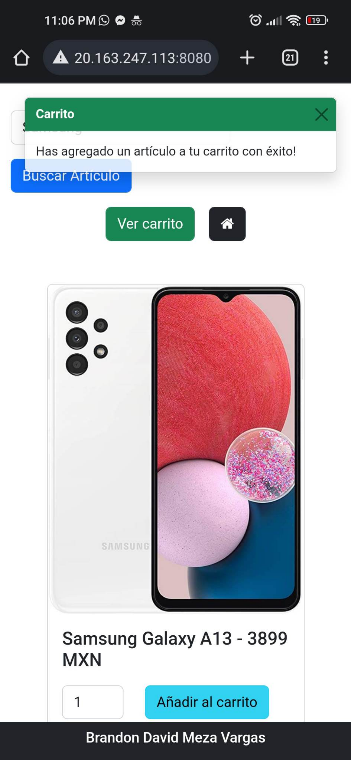 11:06 PM
19
20.163.247.113:8080
21
Carrito
Has agregado un artículo a tu carrito con éxito!
Buscar Artículo
Ver carrito
SAMSUNG
Samsung Galaxy A13 - 3899
MXN
1
Añadir al carrito
Brandon David Meza Vargas